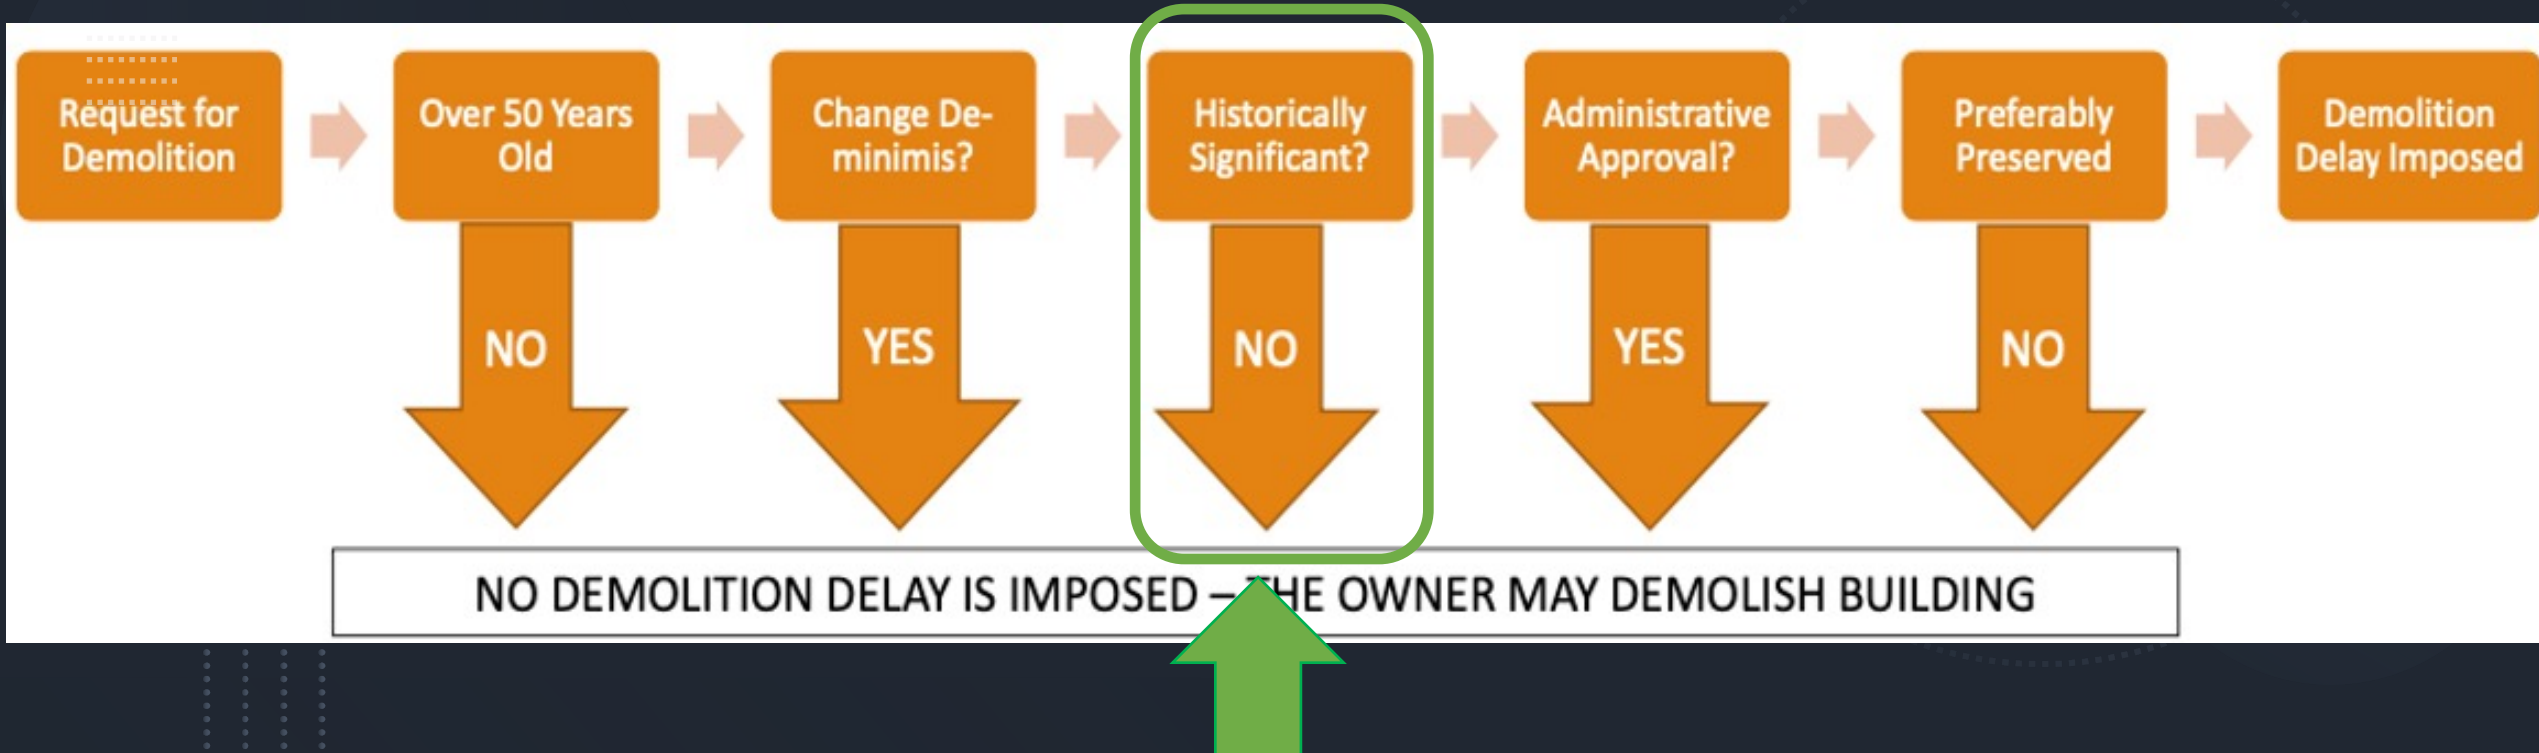 Request for
Demolition
Over 50 Years
Old
Change De-
minimis?
Historically
Significant?
Administrative
Approval?
Preferably
Preserved
Demolition
Delay Imposed
NO
YES
NO
YES
NO
NO DEMOLITION DELAY IS IMPOSED – THE OWNER MAY DEMOLISH BUILDING